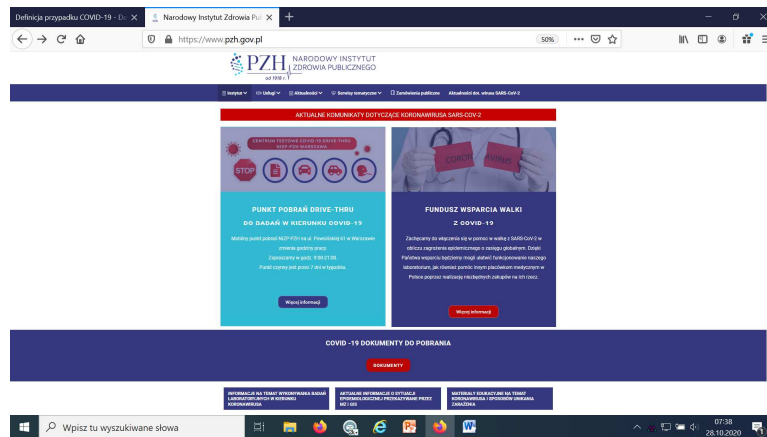 Definicja przypadku COVID-19 - Do
Narodowy Instytut Zdrowia Pub
https://www.pzh.gov.pl
50%
PZH
od 1918 r.
NARODOWY INSTYTUT
ZDROWIA PUBLICZNEGO
Instytut Usługi Aktualności Serwisy tematyczne Zamówienia publiczne Aktualności dot. wirusa SARS-CoV-2
AKTUALNE KOMUNIKATY DOTYCZĄCE KORONAWIRUSA SARS-COV-2
CENTRUM TESTOWE COVID-19 DRIVE-THRU
NIZP-PZH WARSZAWA
STOP
CORON AVIRUS
PUNKT POBRAŃ DRIVE-THRU
DO BADAŃ W KIERUNKU COVID-19
Mobilny punkt pobrań NIZP-PZH na ul. Powsińskiej 61 w Warszawie
zmienia godziny pracy.
Zapraszamy w godz. 9:00-21:00.
Punkt czynny jest przez 7 dni w tygodniu.
Więcej informacji
FUNDUSZ WSPARCIA WALKI
Z COVID-19
Zachęcamy do włączenia się w pomoc w walkę z SARS-CoV-2 w
obliczu zagrożenia epidemicznego o zasięgu globalnym. Dzięki
Państwa wsparciu będziemy mogli ułatwić funkcjonowanie naszego
laboratorium, jak również pomóc innym placówkom medycznym w
Polsce poprzez realizację niezbędnych zakupów na ich rzecz.
Więcej informacji
COVID -19 DOKUMENTY DO POBRANIA
DOKUMENTY
INFORMACJE NA TEMAT WYKONYWANIA BADAŃ
LABORATORYJNYCH W KIERUNKU
KORONAWIRUSA
AKTUALNE INFORMACJE O SYTUACJI
EPIDEMIOLOGICZNEJ PRZEKAZYWANE PRZEZ
MZ I GIS
MATERIAŁY EDUKACYJNE NA TEMAT
KORONAWIRUSA I SPOSOBÓW UNIKANIA
ZARAŻENIA
Wpisz tu wyszukiwane słowa
07:38
28.10.2020